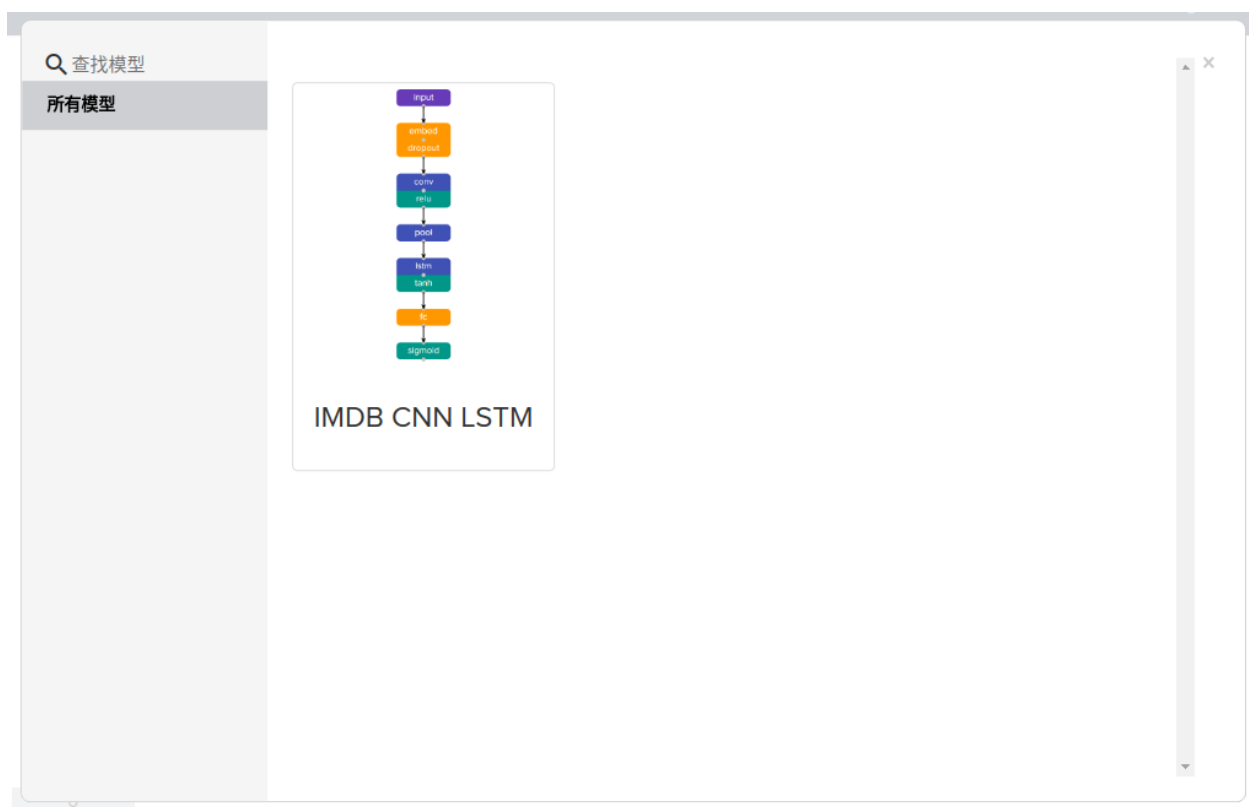 查找模型
所有模型
input
embed
dropout
conv
relu
pool
lstm
tanh
fc
sigmoid
IMDB CNN LSTM